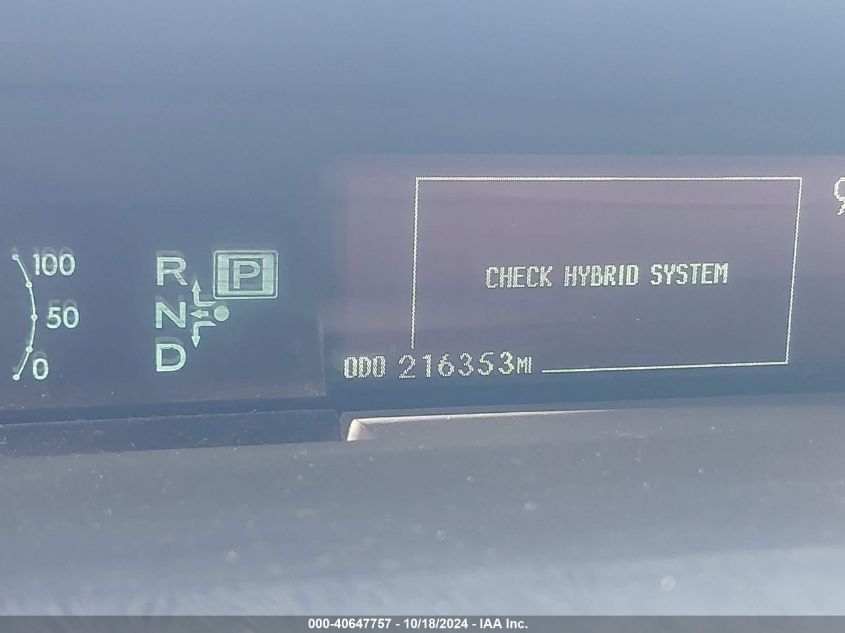 100
50
0
R
P
N
D
CHECK HYBRID SYSTEM
ODO 216353MI
000-40647757 - 10/18/2024 - IAA Inc.